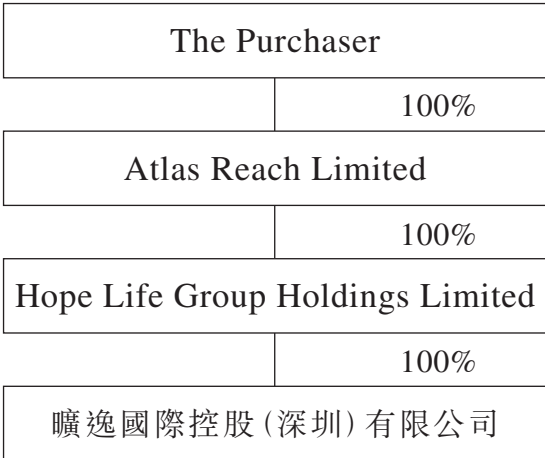 The Purchaser
100%
Atlas Reach Limited
100%
Hope Life Group Holdings Limited
100%
曠逸國際控股(深圳)有限公司